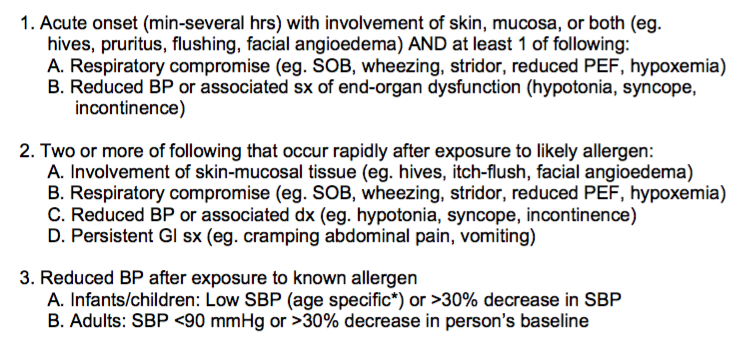 1. Acute onset (min-several hrs) with involvement of skin, mucosa, or both (eg.
hives, pruritus, flushing, facial angioedema) AND at least 1 of following:
A. Respiratory compromise (eg. SOB, wheezing, stridor, reduced PEF, hypoxemia)
B. Reduced BP or associated sx of end-organ dysfunction (hypotonia, syncope,
incontinence)
2. Two or more of following that occur rapidly after exposure to likely allergen:
A. Involvement of skin-mucosal tissue (eg. hives, itch-flush, facial angioedema)
B. Respiratory compromise (eg. SOB, wheezing, stridor, reduced PEF, hypoxemia)
C. Reduced BP or associated dx (eg. hypotonia, syncope, incontinence)
D. Persistent GI sx (eg. cramping abdominal pain, vomiting)
3. Reduced BP after exposure to known allergen
A. Infants/children: Low SBP (age specific*) or >30% decrease in SBP
B. Adults: SBP <90 mmHg or >30% decrease in person's baseline